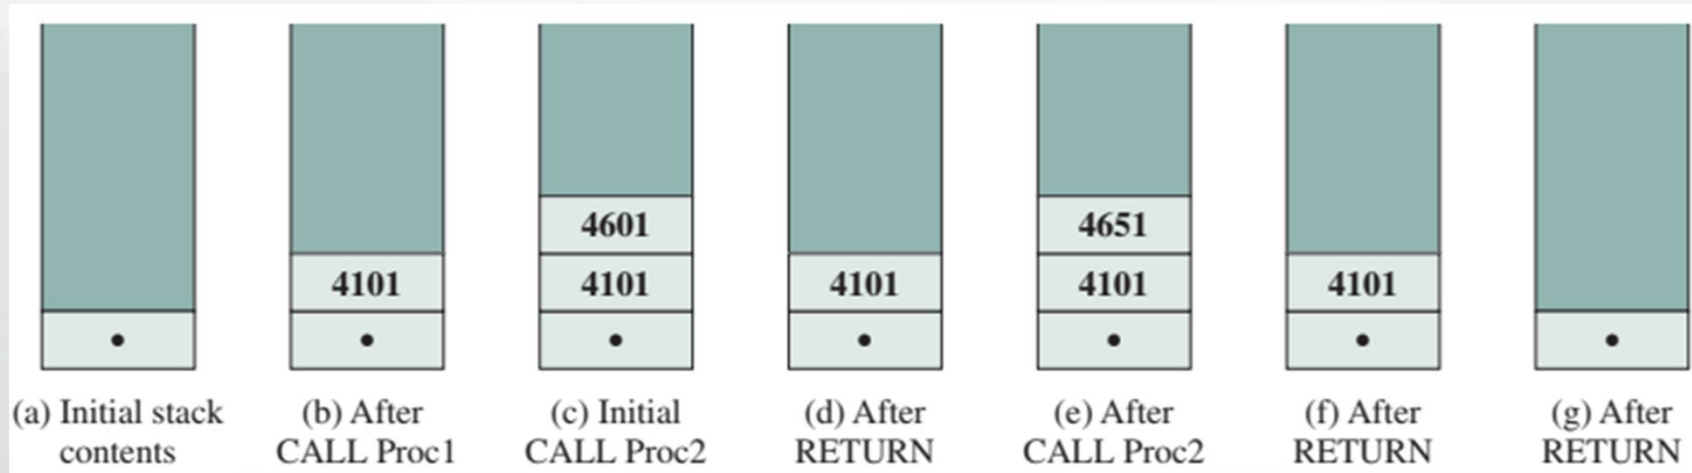 4601
4651
4101
4101
4101
4101
4101
(a) Initial stack
contents
(b) After
CALL Proc1
(c) Initial
CALL Proc2
(d) After
RETURN
(e) After
CALL Proc2
(f) After
RETURN
(g) After
RETURN